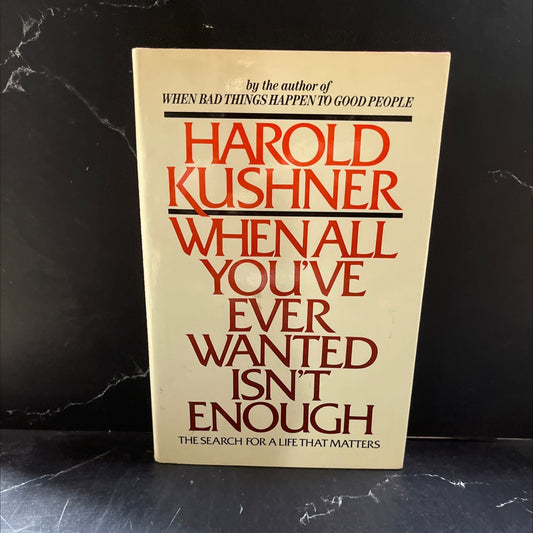 by the author of
WHEN BAD THINGS HAPPEN TO GOOD PEOPLE
HAROLD
KUSHNER
WHEN ALL
YOU'VE
EVER
WANTED
ISN'T
ENOUGH
THE SEARCH FOR A LIFE THAT MATTERS